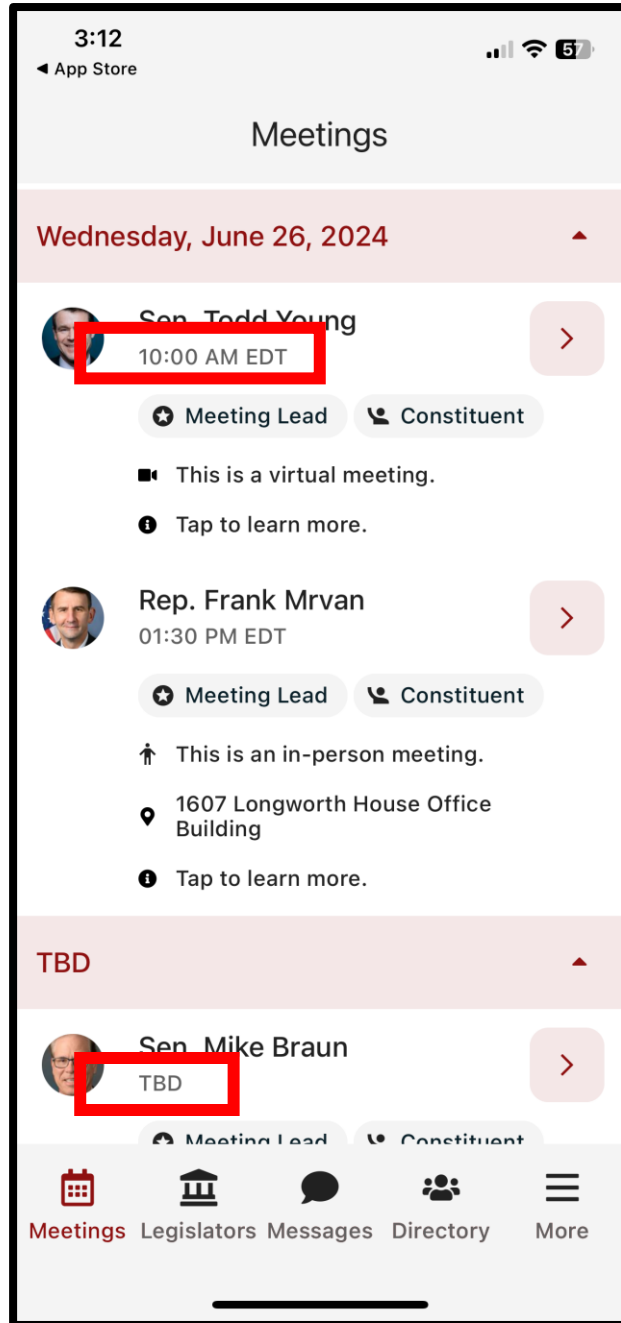 3:12
57
◀ App Store
Meetings
Wednesday, June 26, 2024
Sen. Todd Young
10:00 AM EDT
Meeting Lead Constituent
This is a virtual meeting.
Tap to learn more.
Rep. Frank Mrvan
01:30 PM EDT
Meeting Lead Constituent
This is an in-person meeting.
1607 Longworth House Office
Building
Tap to learn more.
TBD
Sen. Mike Braun
TBD
Meeting Lead Constituent
Meetings Legislators Messages Directory More